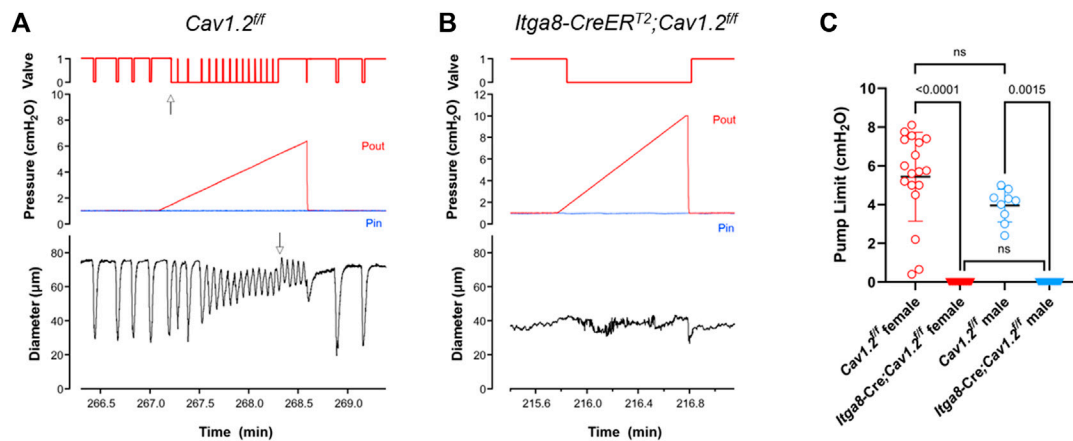 A
Cav1.2f/f
Valve
1
0
Pressure (cmH2O)
10
8
6
4
2
0
Pout
Pin
Diameter (µm)
80
60
40
20
0
266.5
267.0
267.5
268.0
268.5
269.0
Time (min)
B
Itga8-CreERT2;Cav1.2f/f
Valve
1
0
Pressure (cmH2O)
12
10
8
6
4
2
0
Pout
Pin
Diameter (µm)
80
60
40
20
0
215.6
216.0
216.4
216.8
Time (min)
C
ns
<0.0001
0.0015
Pump Limit (cmH2O)
10
8
6
4
2
0
ns
Cav1.2f/f female
Itga8-Cre;Cav1.2f/f female
Cav1.2f/f male
Itga8-Cre;Cav1.2f/f male